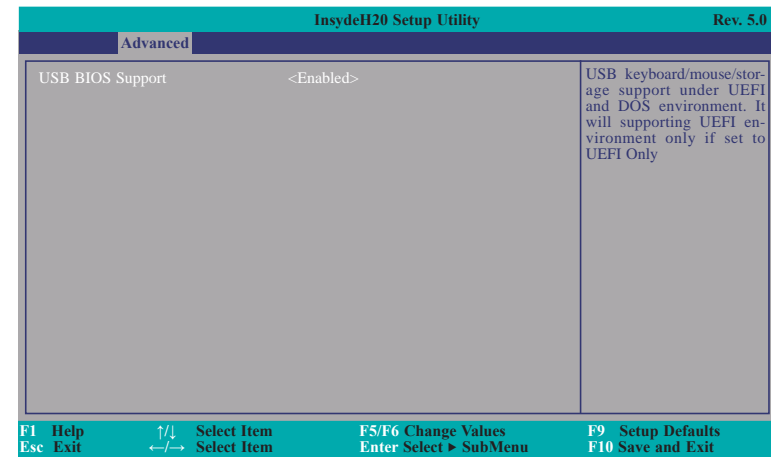 InsydeH20 Setup Utility Rev. 5.0
Advanced
USB BIOS Support <Enabled>
USB keyboard/mouse/stor-
age support under UEFI
and DOS environment. It
will supporting UEFI en-
vironment only if set to
UEFI Only
F1 Help ↑/↓ Select Item F5/F6 Change Values F9 Setup Defaults
Esc Exit ←/→ Select Item Enter Select ▶ SubMenu F10 Save and Exit